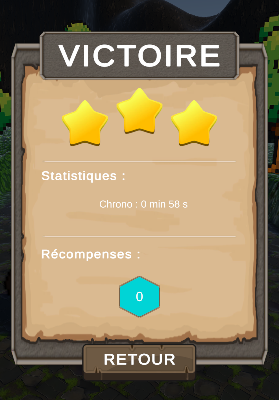 VICTOIRE
Statistiques :
Chrono : 0 min 58 s
Récompenses :
0
RETOUR